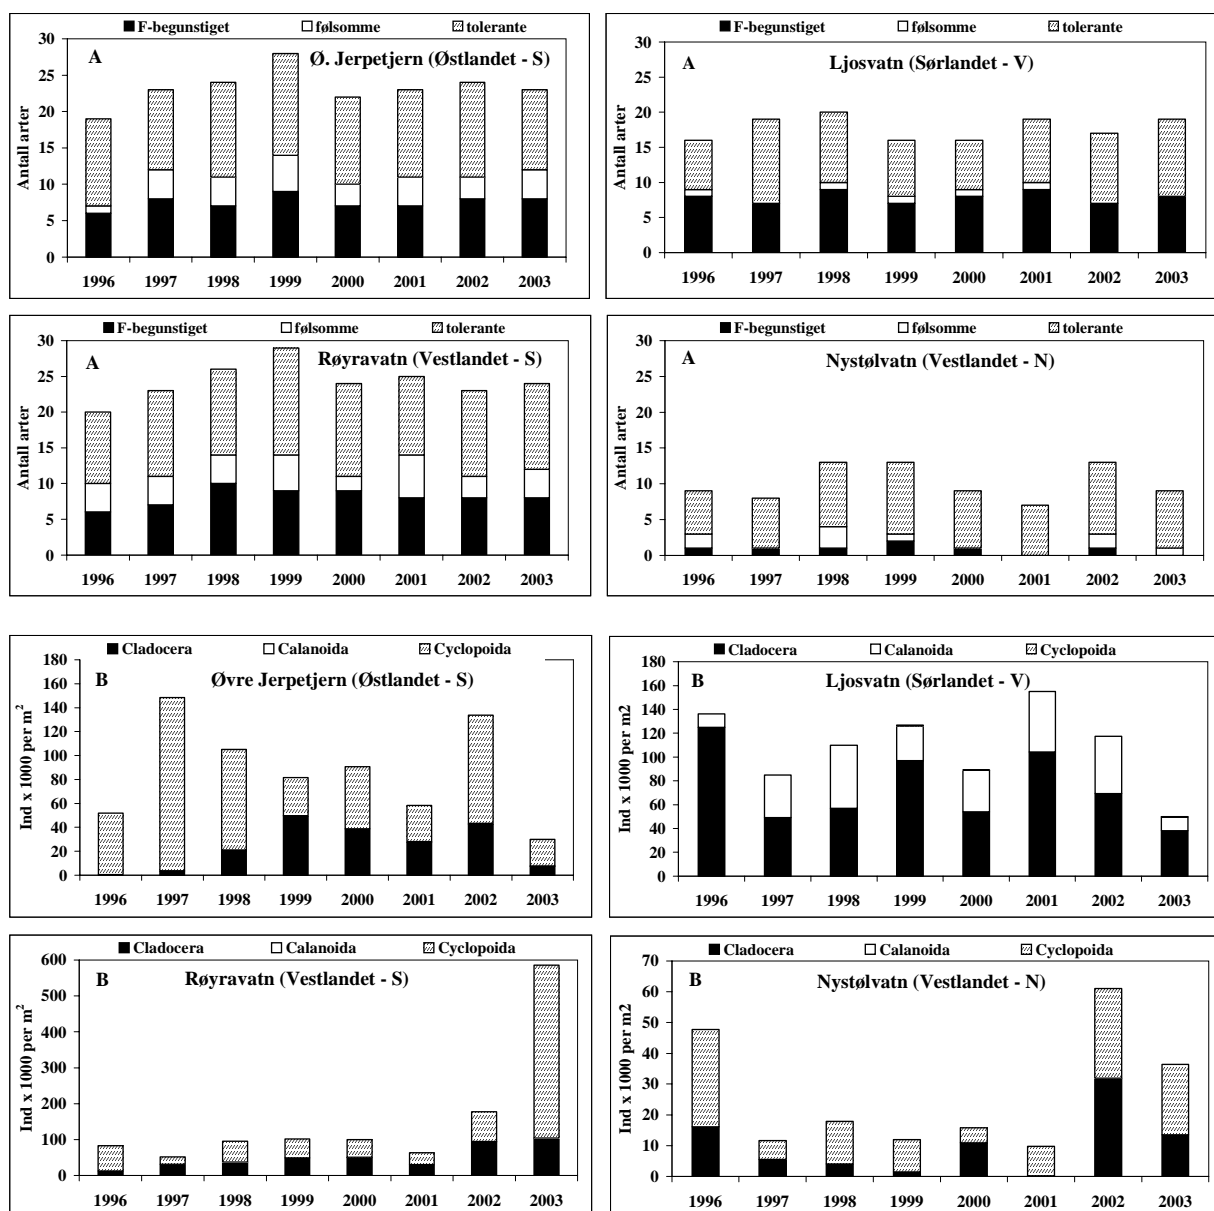 F-begunstiget følsomme tolerante
A
Ø. Jerpetjern (Østlandet - S)
Antall arter
30
25
20
15
10
5
0
1996 1997 1998 1999 2000 2001 2002 2003
F-begunstiget følsomme tolerante
A
Ljosvatn (Sørlandet - V)
Antall arter
30
25
20
15
10
5
0
1996 1997 1998 1999 2000 2001 2002 2003
F-begunstiget følsomme tolerante
A
Røyravatn (Vestlandet - S)
Antall arter
30
25
20
15
10
5
0
1996 1997 1998 1999 2000 2001 2002 2003
F-begunstiget følsomme tolerante
A
Nystølvatn (Vestlandet - N)
Antall arter
30
25
20
15
10
5
0
1996 1997 1998 1999 2000 2001 2002 2003
Cladocera Calanoida Cyclopoida
B
Øvre Jerpetjern (Østlandet - S)
Ind x 1000 per m²
180
160
140
120
100
80
60
40
20
0
1996 1997 1998 1999 2000 2001 2002 2003
Cladocera Calanoida Cyclopoida
B
Ljosvatn (Sørlandet - V)
Ind x 1000 per m2
180
160
140
120
100
80
60
40
20
0
1996 1997 1998 1999 2000 2001 2002 2003
Cladocera Calanoida Cyclopoida
B
Røyravatn (Vestlandet - S)
Ind x 1000 per m²
600
500
400
300
200
100
0
1996 1997 1998 1999 2000 2001 2002 2003
Cladocera Calanoida Cyclopoida
B
Nystølvatn (Vestlandet - N)
Ind x 1000 per m2
70
60
50
40
30
20
10
0
1996 1997 1998 1999 2000 2001 2002 2003